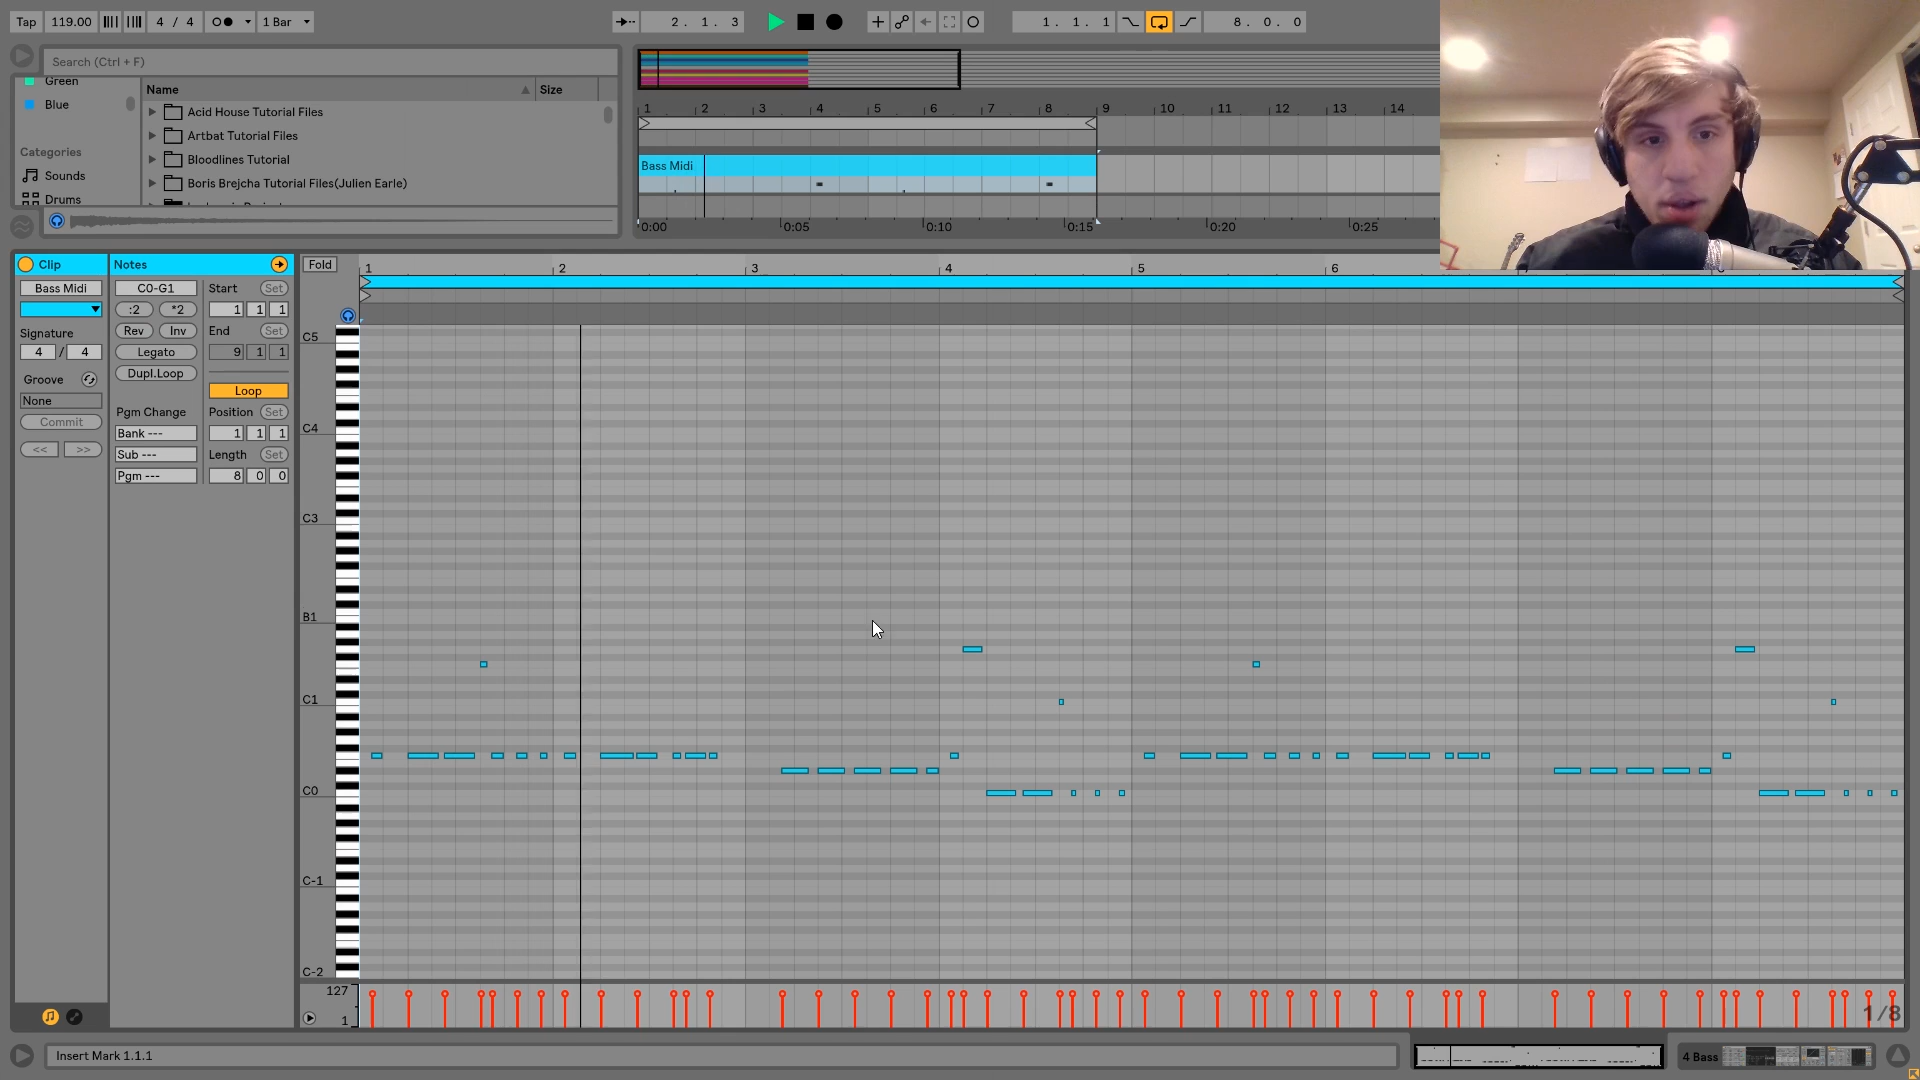 Tap 119.00 4 / 4 1 Bar 2. 1. 3 1. 1. 1 8. 0. 0
Search (Ctrl + F)
Green
Blue
Name Size
Acid House Tutorial Files
Artbat Tutorial Files
Bloodlines Tutorial
Boris Brejcha Tutorial Files(Julien Earle)
Categories
Sounds
Drums
1 2 3 4 5 6 7 8 9 10 11 12 13 14
Bass Midi
0:00 0:05 0:10 0:15 0:20 0:25
Clip Notes Fold 1 2 3 4 5 6
Bass Midi C0-G1 Start Set
:2 *2 1 1 1
Signature Rev Inv End Set
4 / 4 Legato 9 1 1
Groove Dupl.Loop
None Loop
Commit Pgm Change Position Set
<< >> Bank --- 1 1 1
Sub --- Length Set
Pgm --- 8 0 0
C5
C4
C3
B1
C1
C0
C-1
C-2
127
1
1/8
Insert Mark 1.1.1
4 Bass